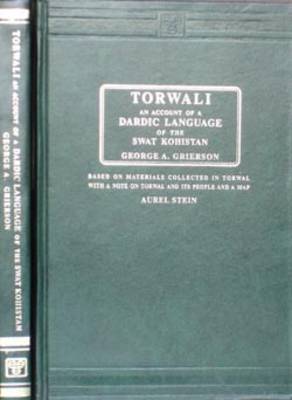 TORWALI
AN ACCOUNT OF A DARDIC LANGUAGE OF THE SWAT KOHISTAN
GEORGE A. GRIERSON
TORWALI
AN ACCOUNT OF A
DARDIC LANGUAGE
OF THE
SWAT KOHISTAN
GEORGE A. GRIERSON
BASED ON MATERIALS COLLECTED IN TORWAL
WITH A NOTE ON TORWAL AND ITS PEOPLE AND A MAP
AUREL STEIN